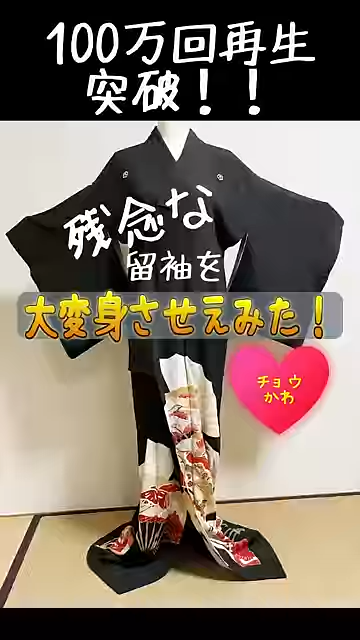 100万回再生
突破！！
残念な
留袖を
大変身させえみた！
チョウ
かわ